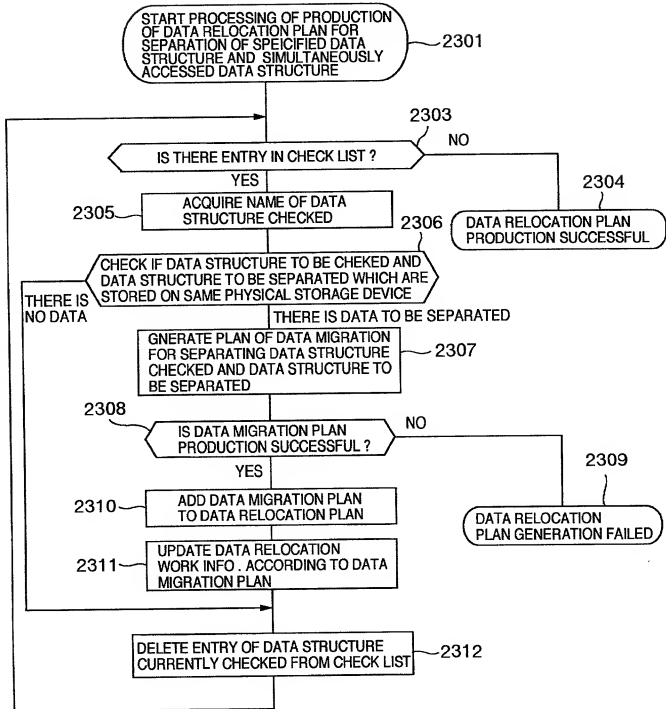 START PROCESSING OF PRODUCTION
OF DATA RELOCATION PLAN FOR
SEPARATION OF SPEICIFIED DATA
STRUCTURE AND SIMULTANEOUSLY
ACCESSED DATA STRUCTURE
2301
2303
IS THERE ENTRY IN CHECK LIST ?
NO
YES
2304
DATA RELOCATION PLAN
PRODUCTION SUCCESSFUL
2305
ACQUIRE NAME OF DATA
STRUCTURE CHECKED
2306
CHECK IF DATA STRUCTURE TO BE CHEKED AND
DATA STRUCTURE TO BE SEPARATED WHICH ARE
STORED ON SAME PHYSICAL STORAGE DEVICE
THERE IS
NO DATA
THERE IS DATA TO BE SEPARATED
GNERATE PLAN OF DATA MIGRATION
FOR SEPARATING DATA STRUCTURE
CHECKED AND DATA STRUCTURE TO
BE SEPARATED
2307
2308
IS DATA MIGRATION PLAN
PRODUCTION SUCCESSFUL ?
NO
YES
2309
DATA RELOCATION
PLAN GENERATION FAILED
2310
ADD DATA MIGRATION PLAN
TO DATA RELOCATION PLAN
2311
UPDATE DATA RELOCATION
WORK INFO . ACCORDING TO DATA
MIGRATION PLAN
DELETE ENTRY OF DATA STRUCTURE
CURRENTLY CHECKED FROM CHECK LIST
2312